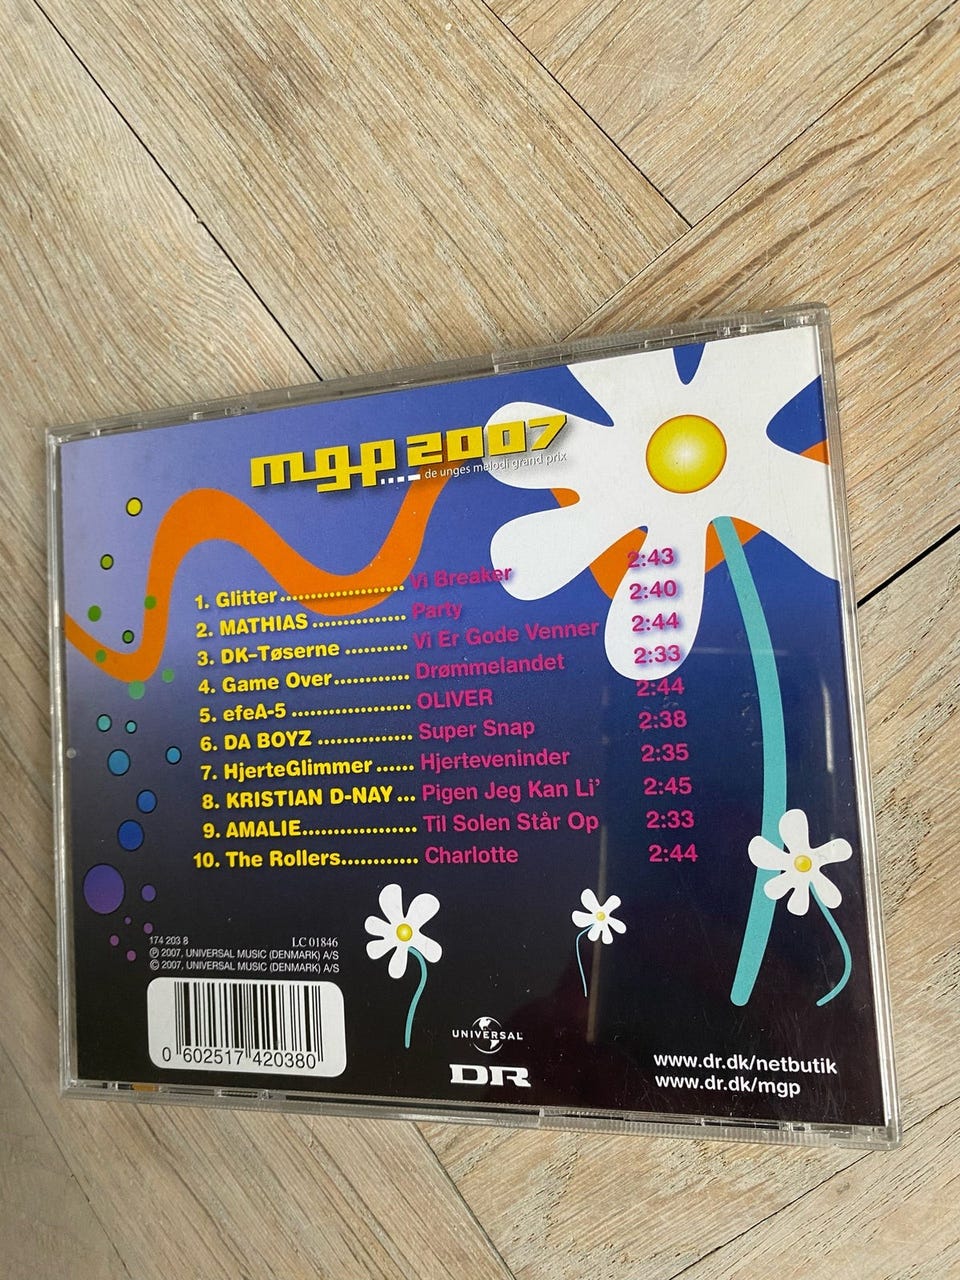 mgp 2007
de unges melodi grand prix
1. Glitter.................... Vi Breaker 2:43
2. MATHIAS ............... Party 2:40
3. DK-Tøserne .......... Vi Er Gode Venner 2:44
4. Game Over............ Drømmelandet 2:33
5. efeA-5 ................... OLIVER 2:44
6. DA BOYZ ............... Super Snap 2:38
7. HjerteGlimmer ...... Hjerteveninder 2:35
8. KRISTIAN D-NAY ... Pigen Jeg Kan Li' 2:45
9. AMALIE.................. Til Solen Står Op 2:33
10. The Rollers............ Charlotte 2:44
174 203 8 LC 01846
℗ 2007, UNIVERSAL MUSIC (DENMARK) A/S
© 2007, UNIVERSAL MUSIC (DENMARK) A/S
0 602517 420380
UNIVERSAL
DR
www.dr.dk/netbutik
www.dr.dk/mgp